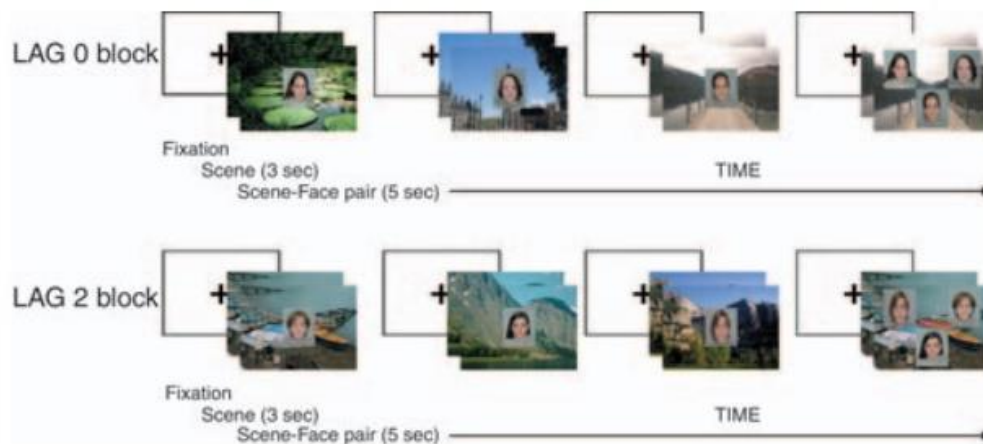 LAG 0 block
Fixation
Scene (3 sec)
TIME
Scene-Face pair (5 sec)
LAG 2 block
Fixation
Scene (3 sec)
TIME
Scene-Face pair (5 sec)